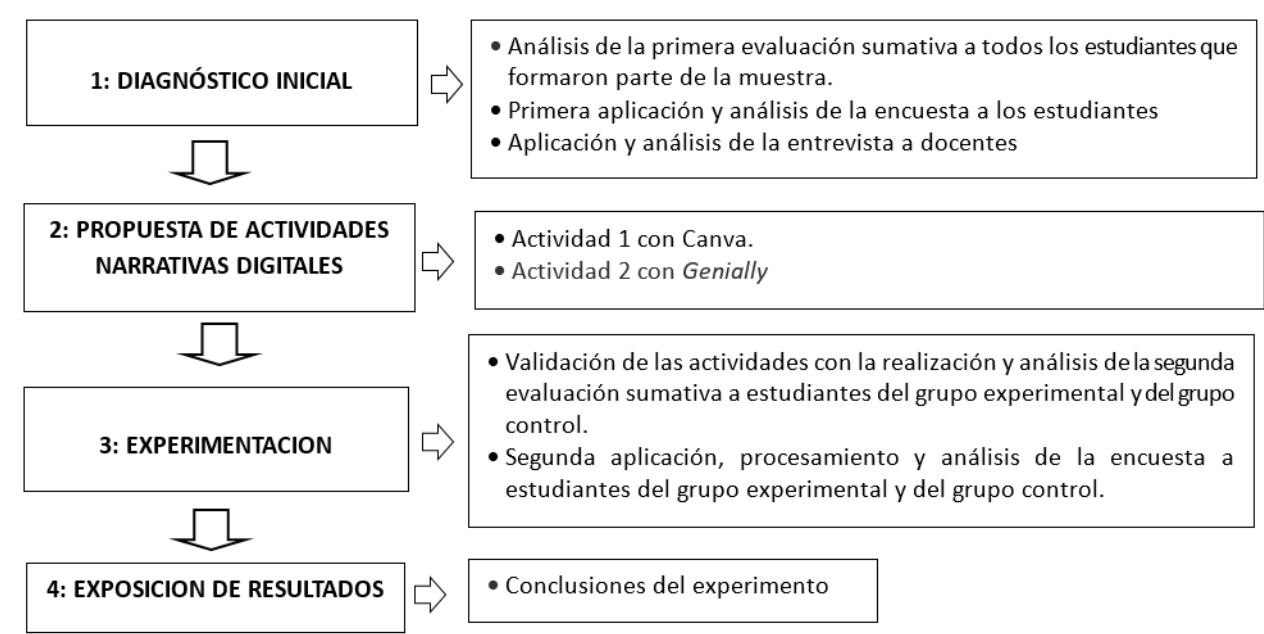 1: DIAGNÓSTICO INICIAL
• Análisis de la primera evaluación sumativa a todos los estudiantes que
formaron parte de la muestra.
• Primera aplicación y análisis de la encuesta a los estudiantes
• Aplicación y análisis de la entrevista a docentes
2: PROPUESTA DE ACTIVIDADES
NARRATIVAS DIGITALES
• Actividad 1 con Canva.
• Actividad 2 con Genially
3: EXPERIMENTACION
• Validación de las actividades con la realización y análisis de la segunda
evaluación sumativa a estudiantes del grupo experimental y del grupo
control.
• Segunda aplicación, procesamiento y análisis de la encuesta a
estudiantes del grupo experimental y del grupo control.
4: EXPOSICION DE RESULTADOS
• Conclusiones del experimento